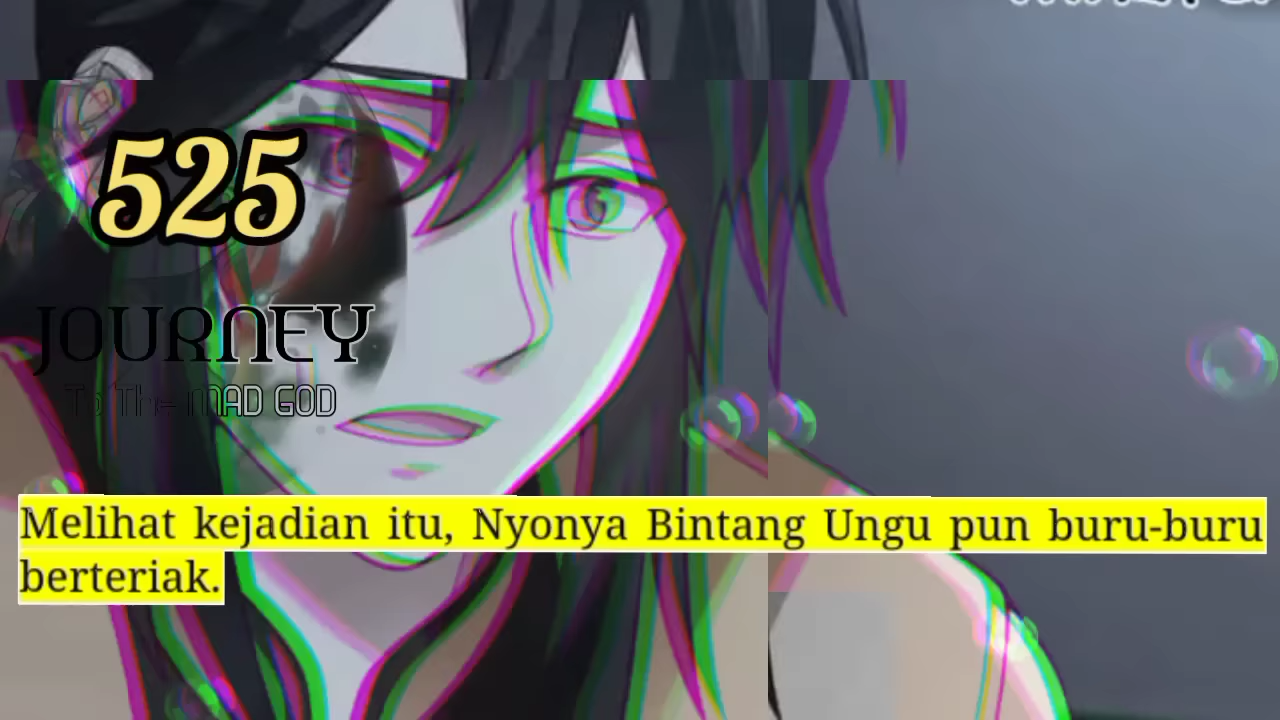 525
JOURNEY
To The MAD GOD
Melihat kejadian itu, Nyonya Bintang Ungu pun buru-buru
berteriak.